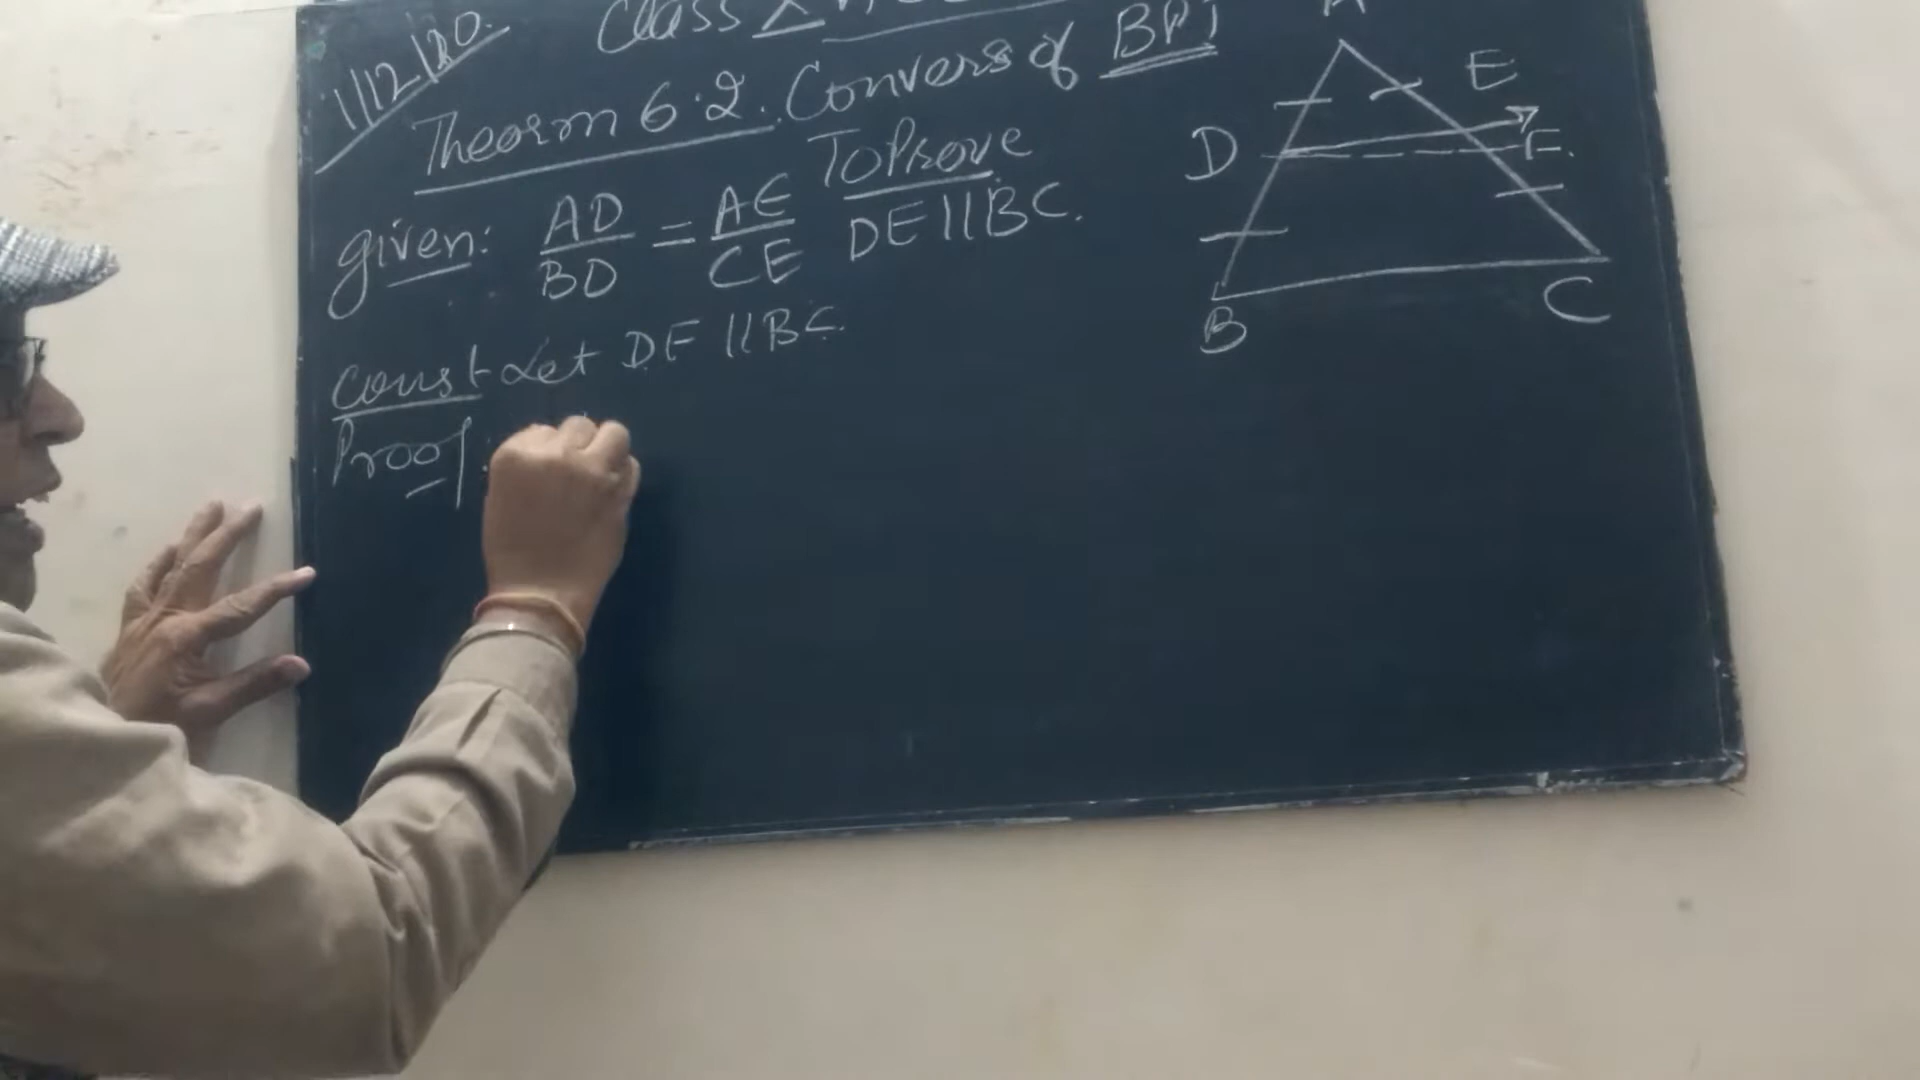 1/12/20.
Class X
Theorm 6.2. Convers of BPT
given: AD/BD = AE/CE To Prove DE || BC.
Const Let DF || BC.
Proof:
A
E
D
F.
B
C